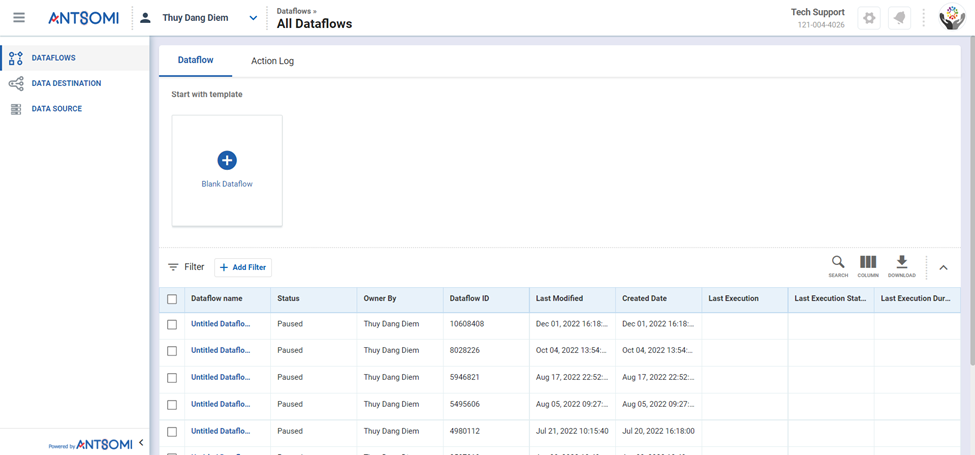 ANTSOMI
Thuy Dang Diem
Dataflows »
All Dataflows
Tech Support
121-004-4026
DATAFLOWS
DATA DESTINATION
DATA SOURCE
Dataflow
Action Log
Start with template
Blank Dataflow
Filter
Add Filter
SEARCH
COLUMN
DOWNLOAD
Dataflow name Status Owner By Dataflow ID Last Modified Created Date Last Execution Last Execution Stat... Last Execution Dur...
Untitled Dataflo... Paused Thuy Dang Diem 10608408 Dec 01, 2022 16:18:... Dec 01, 2022 16:18:...
Untitled Dataflo... Paused Thuy Dang Diem 8028226 Oct 04, 2022 13:54:... Oct 04, 2022 13:54:...
Untitled Dataflo... Paused Thuy Dang Diem 5946821 Aug 17, 2022 22:52:... Aug 17, 2022 22:52:...
Untitled Dataflo... Paused Thuy Dang Diem 5495606 Aug 05, 2022 09:27:... Aug 05, 2022 09:27:...
Untitled Dataflo... Paused Thuy Dang Diem 4980112 Jul 21, 2022 10:15:40 Jul 20, 2022 16:18:00
Powered by ANTSOMI